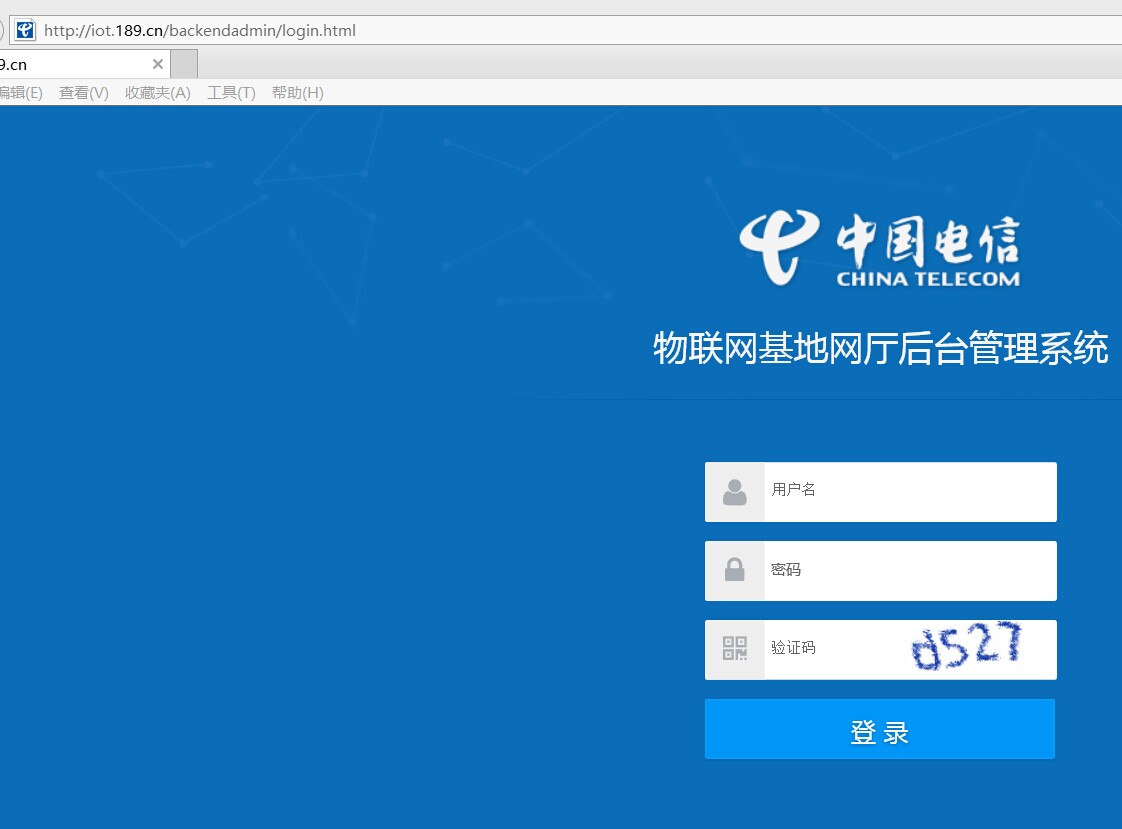 http://iot.189.cn/backendadmin/login.html
9.cn
编辑(E) 查看(V) 收藏夹(A) 工具(T) 帮助(H)
中国电信
CHINA TELECOM
物联网基地网厅后台管理系统
用户名
密码
验证码 d527
登 录